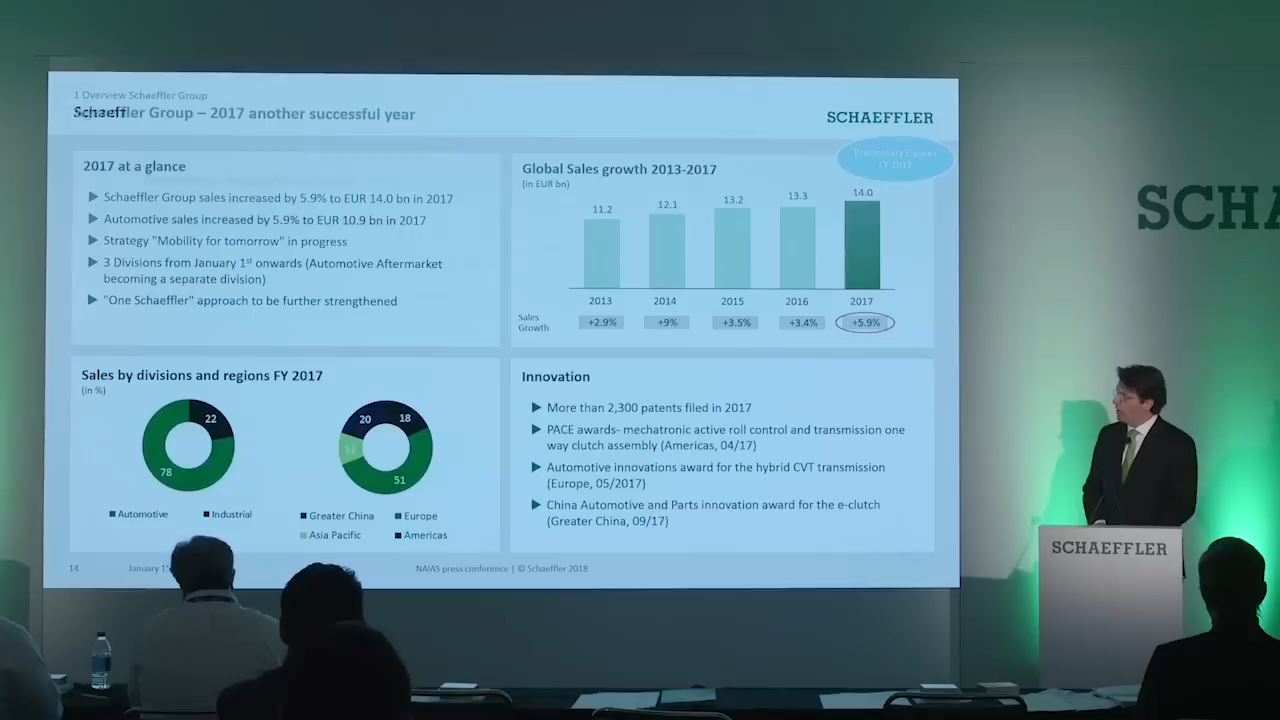 1 Overview Schaeffler Group
Schaeffler Group – 2017 another successful year
SCHAEFFLER
Preliminary Figures
FY 2017
2017 at a glance
Schaeffler Group sales increased by 5.9% to EUR 14.0 bn in 2017
Automotive sales increased by 5.9% to EUR 10.9 bn in 2017
Strategy "Mobility for tomorrow" in progress
3 Divisions from January 1st onwards (Automotive Aftermarket
becoming a separate division)
"One Schaeffler" approach to be further strengthened
Global Sales growth 2013-2017
(in EUR bn)
11.2 12.1 13.2 13.3 14.0
2013 2014 2015 2016 2017
Sales
Growth
+2.9% +9% +3.5% +3.4% +5.9%
Sales by divisions and regions FY 2017
(in %)
22
78
20 18
11
51
Automotive Industrial
Greater China Europe
Asia Pacific Americas
Innovation
More than 2,300 patents filed in 2017
PACE awards- mechatronic active roll control and transmission one
way clutch assembly (Americas, 04/17)
Automotive innovations award for the hybrid CVT transmission
(Europe, 05/2017)
China Automotive and Parts innovation award for the e-clutch
(Greater China, 09/17)
14 January NAIAS press conference | © Schaeffler 2018
SCHA
SCHAEFFLER